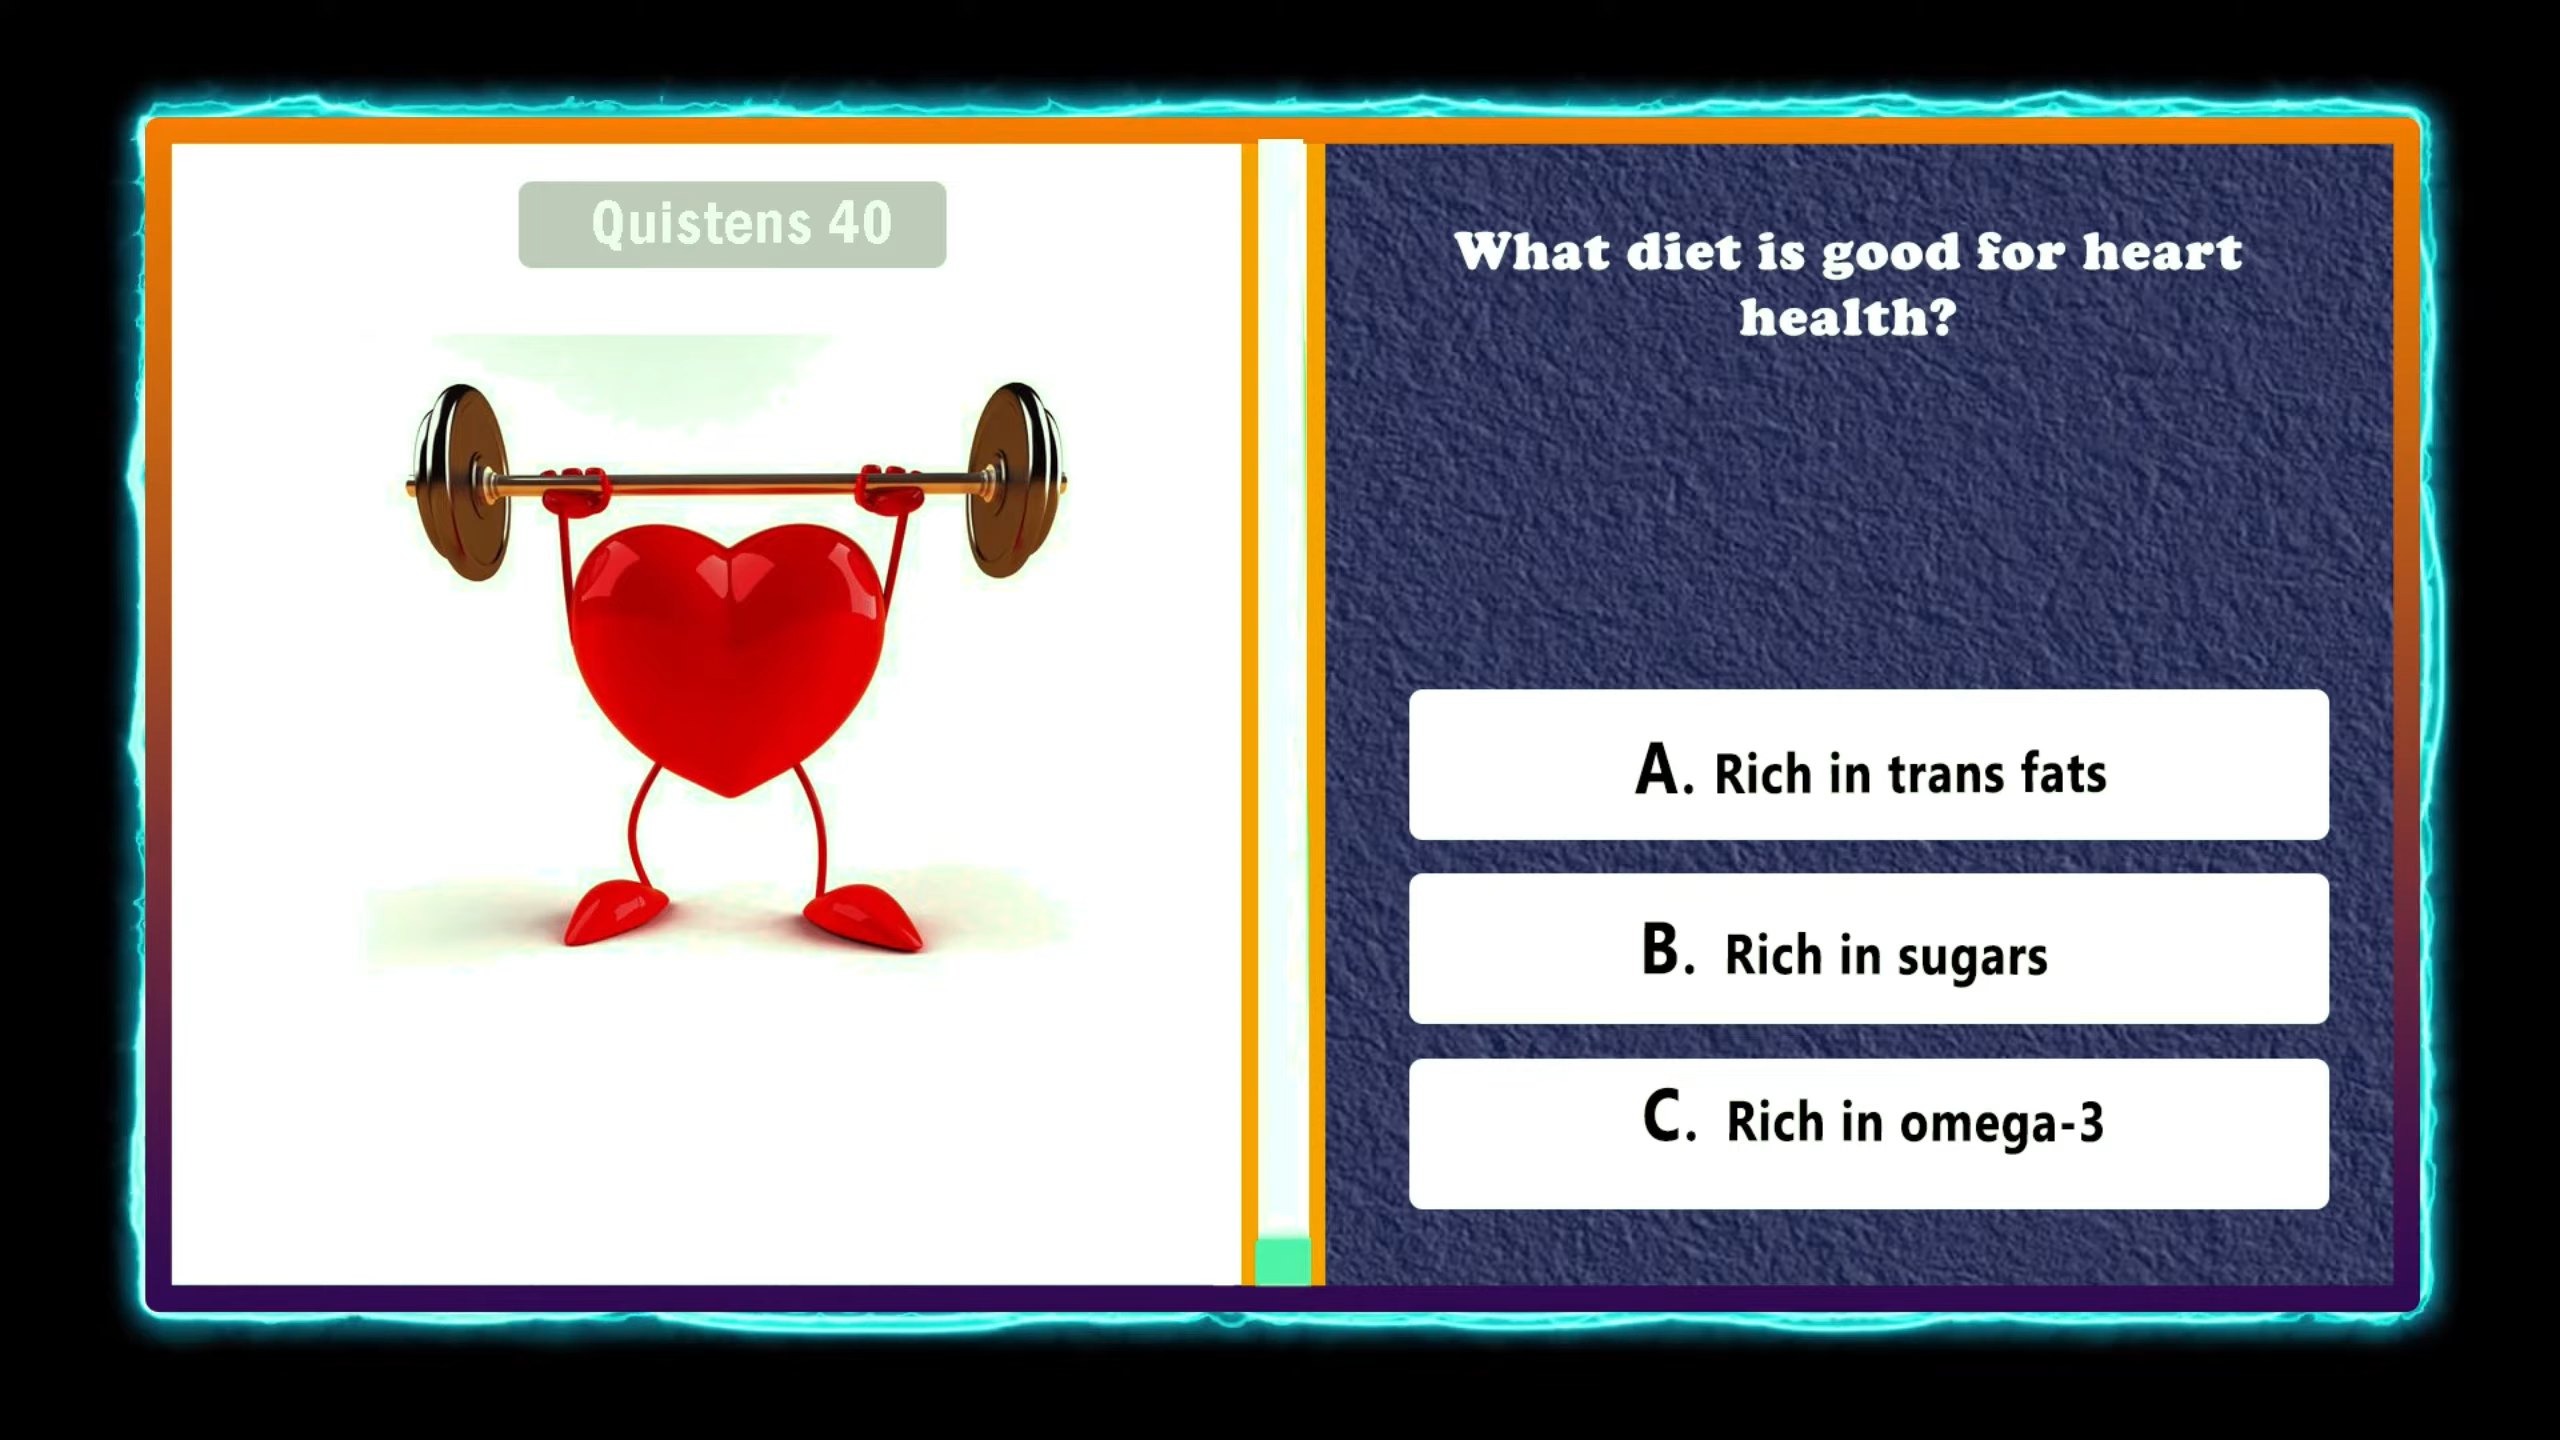 Quistens 40
What diet is good for heart
health?
A. Rich in trans fats
B. Rich in sugars
C. Rich in omega-3